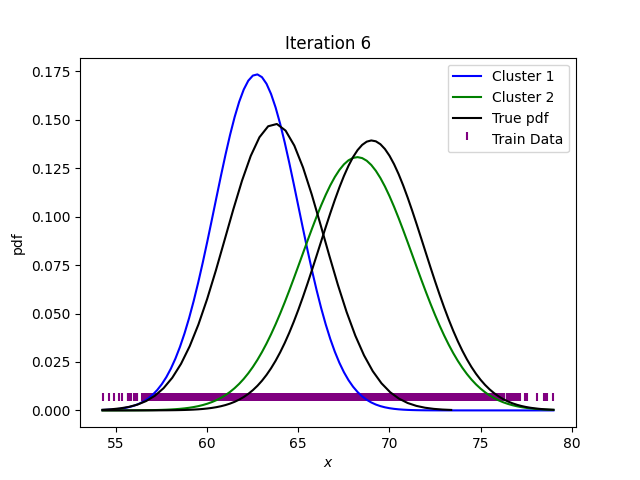 Iteration 6
Cluster 1
Cluster 2
True pdf
Train Data
pdf
0.175
0.150
0.125
0.100
0.075
0.050
0.025
0.000
55 60 65 70 75 80
x